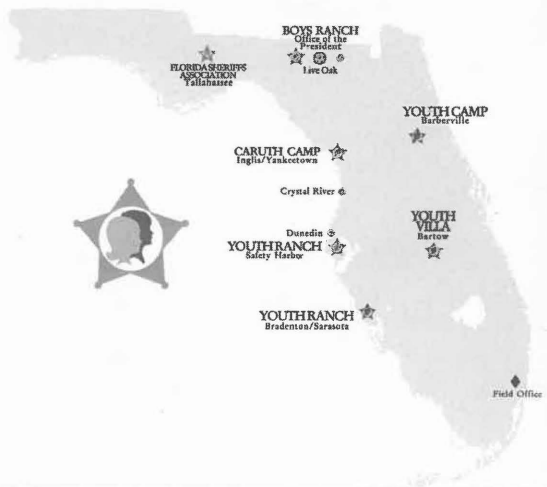 BOYS RANCH
Office of the
President
Live Oak
FLORIDA SHERIFFS
ASSOCIATION
Tallahassee
YOUTH CAMP
Barberville
CARUTH CAMP
Inglis/Yankeetown
Crystal River
YOUTH
VILLA
Bartow
Dunedin
YOUTH RANCH
Safety Harbor
YOUTH RANCH
Bradenton/Sarasota
Field Office